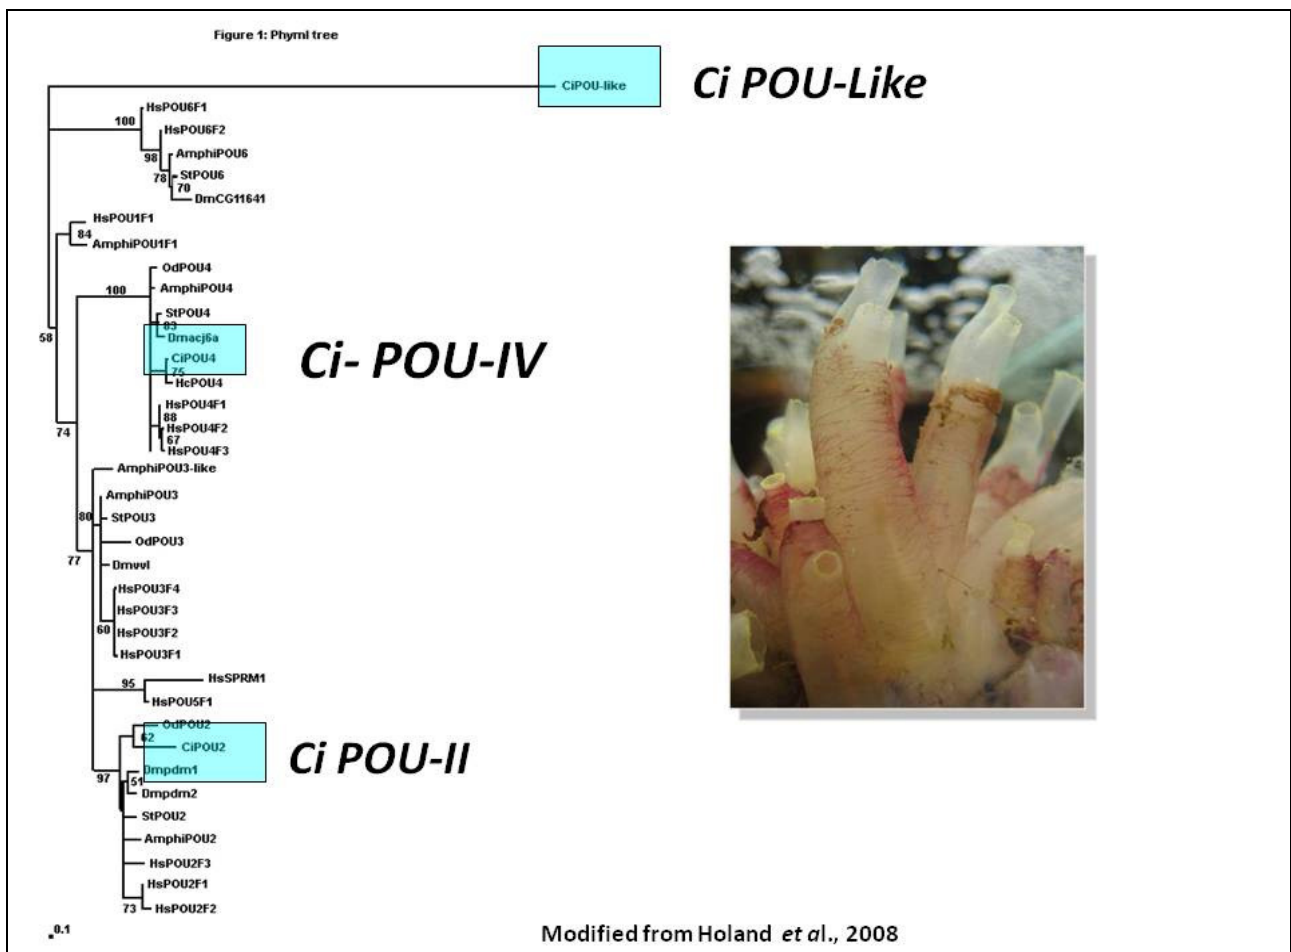 Figure 1: Phyml tree
CiPOU-like
Ci POU-Like
HsPOU6F1
100
HsPOU6F2
98
AmphiPOU6
78
StPOU6
70
DmCG11641
HsPOU1F1
84
AmphiPOU1F1
OdPOU4
100
AmphiPOU4
StPOU4
83
Dmacj6a
58
Ci- POU-IV
CiPOU4
75
HcPOU4
HsPOU4F1
88
HsPOU4F2
74
67
HsPOU4F3
AmphiPOU3-like
AmphiPOU3
80
StPOU3
OdPOU3
77
Dmvvl
HsPOU3F4
HsPOU3F3
60
HsPOU3F2
HsPOU3F1
95
HsSPRM1
HsPOU5F1
OdPOU2
62
CiPOU2
Ci POU-II
97
Dmpdm1
51
Dmpdm2
StPOU2
AmphiPOU2
HsPOU2F3
HsPOU2F1
73
HsPOU2F2
0.1
Modified from Holand et al., 2008